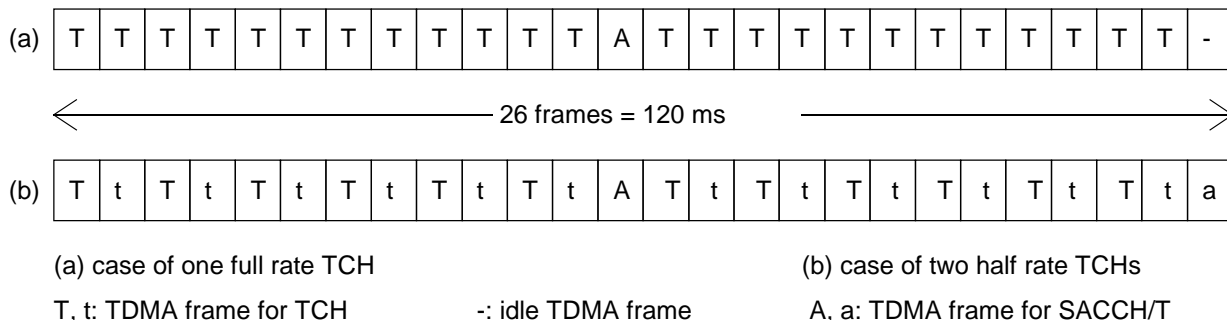 (a) T T T T T T T T T T T T A T T T T T T T T T T T T -
26 frames = 120 ms
(b) T t T t T t T t T t T t A T t T t T t T t T t T t a
(a) case of one full rate TCH (b) case of two half rate TCHs
T, t: TDMA frame for TCH -: idle TDMA frame A, a: TDMA frame for SACCH/T